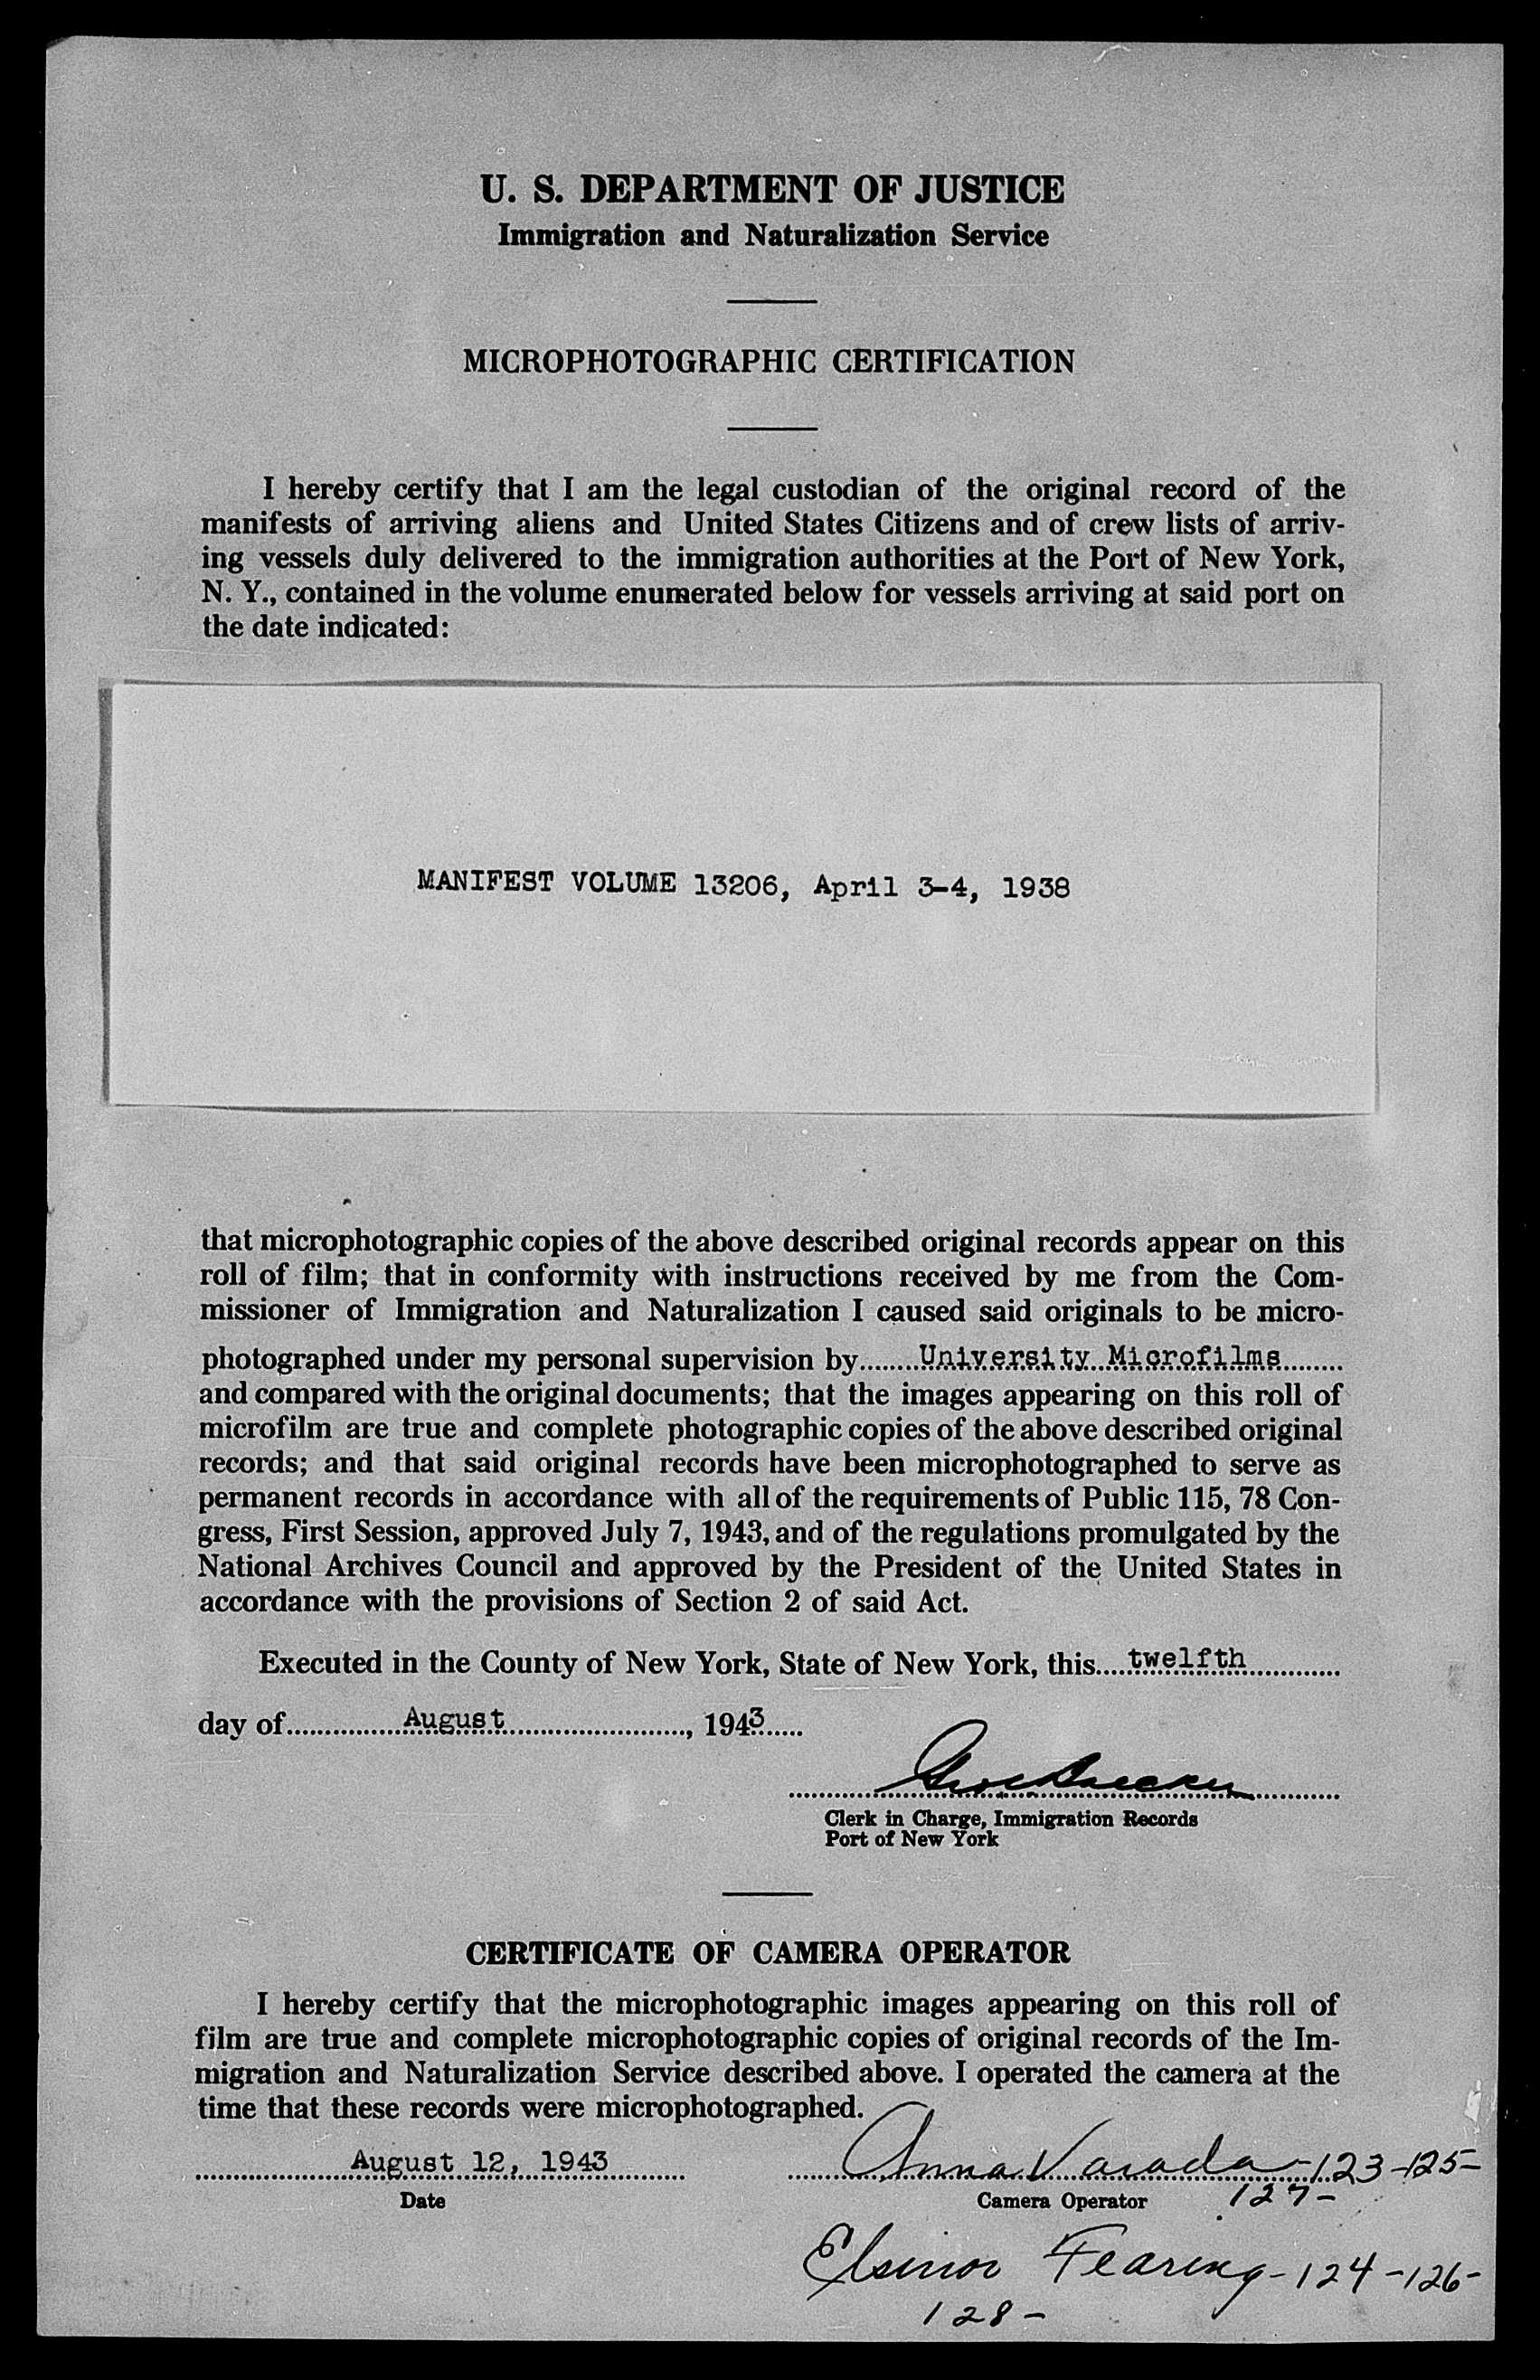 U. S. DEPARTMENT OF JUSTICE
Immigration and Naturalization Service
MICROPHOTOGRAPHIC CERTIFICATION
I hereby certify that I am the legal custodian of the original record of the
manifests of arriving aliens and United States Citizens and of crew lists of arriv-
ing vessels duly delivered to the immigration authorities at the Port of New York,
N. Y., contained in the volume enumerated below for vessels arriving at said port on
the date indicated:
MANIFEST VOLUME 13206, April 3-4, 1938
that microphotographic copies of the above described original records appear on this
roll of film; that in conformity with instructions received by me from the Com-
missioner of Immigration and Naturalization I caused said originals to be micro-
photographed under my personal supervision by........University Microfilms........
and compared with the original documents; that the images appearing on this roll of
microfilm are true and complete photographic copies of the above described original
records; and that said original records have been microphotographed to serve as
permanent records in accordance with all of the requirements of Public 115, 78 Con-
gress, First Session, approved July 7, 1943, and of the regulations promulgated by the
National Archives Council and approved by the President of the United States in
accordance with the provisions of Section 2 of said Act.
Executed in the County of New York, State of New York, this.....twelfth.............
day of................August........................, 1943......
Clerk in Charge, Immigration Records
Port of New York
CERTIFICATE OF CAMERA OPERATOR
I hereby certify that the microphotographic images appearing on this roll of
film are true and complete microphotographic copies of original records of the Im-
migration and Naturalization Service described above. I operated the camera at the
time that these records were microphotographed.
August 12, 1943
Anna Varada-123-125-
Date
Camera Operator
127-
Elsinor Fearing-124-126-
128-